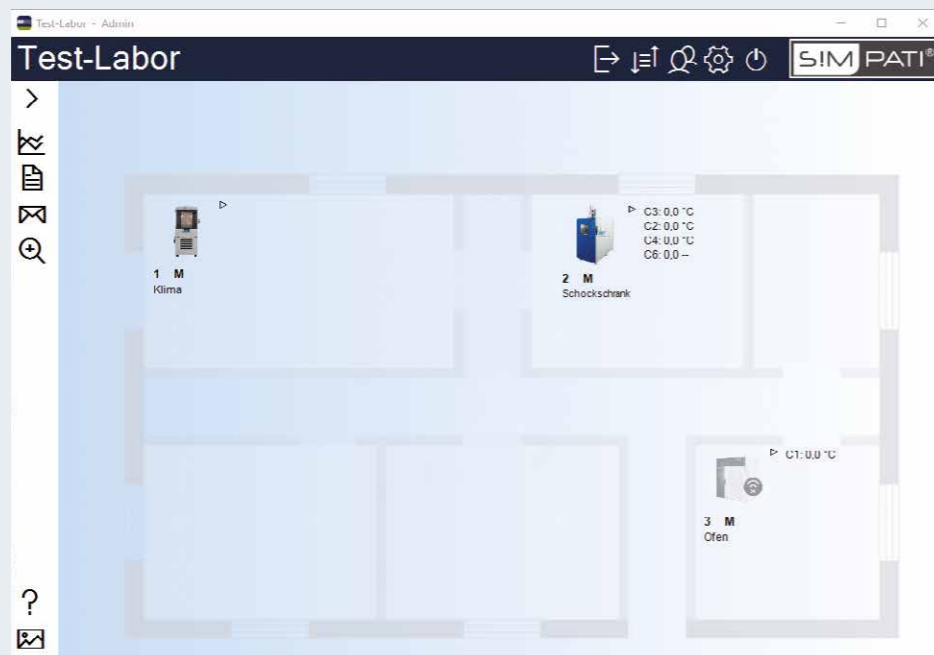 Test-Labor - Admin
Test-Labor
S!MPATI®
1 M
Klima
C3: 0,0 °C
C2: 0,0 °C
C4: 0,0 °C
C6: 0,0 --
2 M
Schockschrank
C1: 0,0 °C
3 M
Ofen